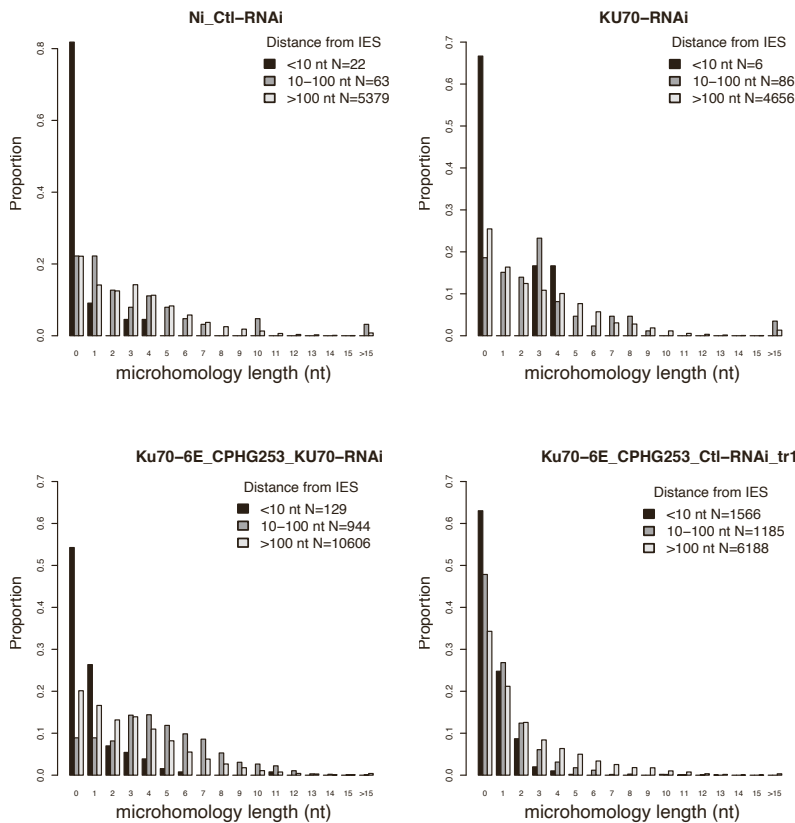 Ni_Ctl−RNAi
Distance from IES
<10 nt N=22
10−100 nt N=63
>100 nt N=5379
Proportion
0.0 0.2 0.4 0.6 0.8
0 1 2 3 4 5 6 7 8 9 10 11 12 13 14 15 >15
microhomology length (nt)
KU70−RNAi
Distance from IES
<10 nt N=6
10−100 nt N=86
>100 nt N=4656
Proportion
0.0 0.1 0.2 0.3 0.4 0.5 0.6 0.7
0 1 2 3 4 5 6 7 8 9 10 11 12 13 14 15 >15
microhomology length (nt)
Ku70−6E_CPHG253_KU70−RNAi
Distance from IES
<10 nt N=129
10−100 nt N=944
>100 nt N=10606
Proportion
0.0 0.1 0.2 0.3 0.4 0.5 0.6 0.7
0 1 2 3 4 5 6 7 8 9 10 11 12 13 14 15 >15
microhomology length (nt)
Ku70−6E_CPHG253_Ctl−RNAi_tr1
Distance from IES
<10 nt N=1566
10−100 nt N=1185
>100 nt N=6188
Proportion
0.0 0.1 0.2 0.3 0.4 0.5 0.6 0.7
0 1 2 3 4 5 6 7 8 9 10 11 12 13 14 15 >15
microhomology length (nt)